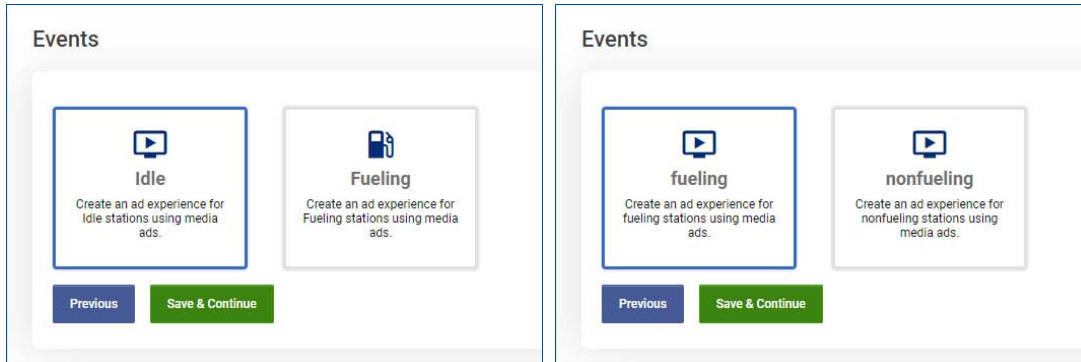 Events
Idle
Create an ad experience for
Idle stations using media
ads.
Fueling
Create an ad experience for
Fueling stations using media
ads.
Previous
Save & Continue
Events
fueling
Create an ad experience for
fueling stations using media
ads.
nonfueling
Create an ad experience for
nonfueling stations using
media ads.
Previous
Save & Continue